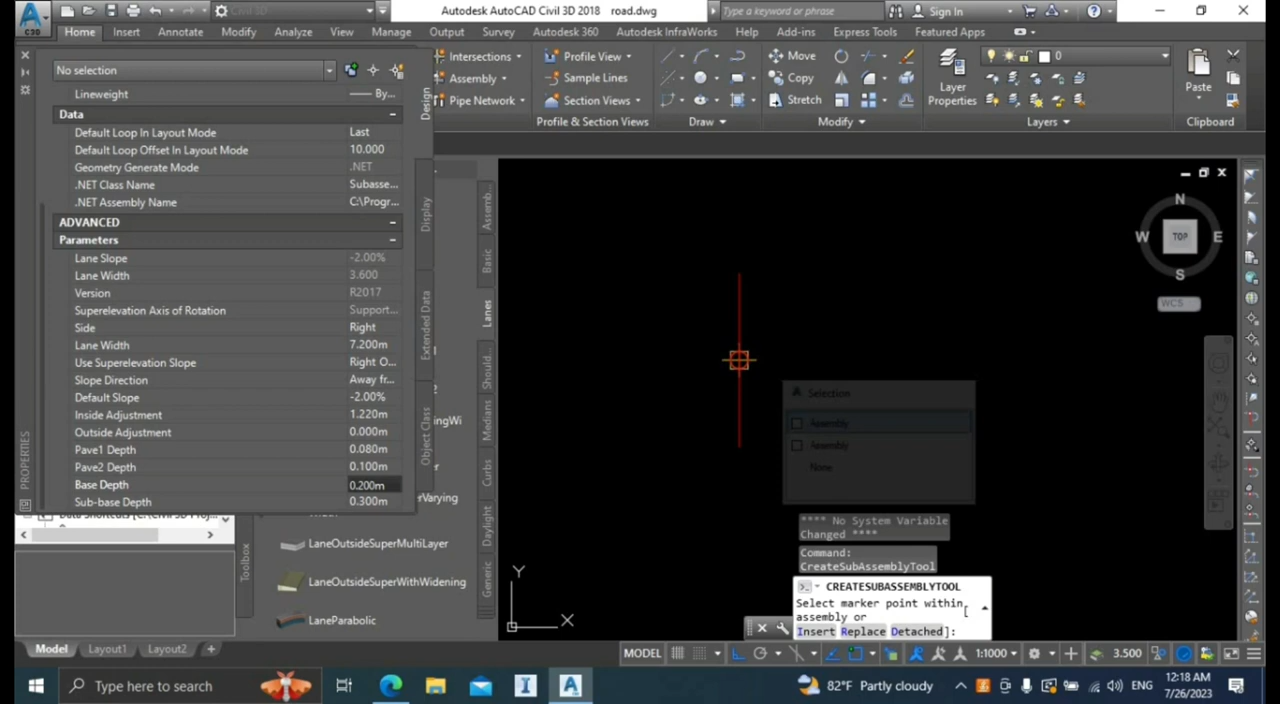 C3D
Civil 3D
Autodesk AutoCAD Civil 3D 2018 road.dwg
Type a keyword or phrase
Sign In
Home
Insert
Annotate
Modify
Analyze
View
Manage
Output
Survey
Autodesk 360
Autodesk InfraWorks
Help
Add-ins
Express Tools
Featured Apps
Intersections
Assembly
Pipe Network
Profile View
Sample Lines
Section Views
Profile & Section Views
Draw
Move
Copy
Stretch
Modify
Layer
Properties
0
Layers
Paste
Clipboard
No selection
Lineweight By...
Data
Default Loop In Layout Mode Last
Default Loop Offset In Layout Mode 10.000
Geometry Generate Mode .NET
.NET Class Name Subasse...
.NET Assembly Name C:\Progr...
ADVANCED
Parameters
Lane Slope -2.00%
Lane Width 3.600
Version R2017
Superelevation Axis of Rotation Support...
Side Right
Lane Width 7.200m
Use Superelevation Slope Right O...
Slope Direction Away fr...
Default Slope -2.00%
Inside Adjustment 1.220m
Outside Adjustment 0.000m
Pave1 Depth 0.080m
Pave2 Depth 0.100m
Base Depth 0.200m
Sub-base Depth 0.300m
PROPERTIES
Design
Display
Extended Data
Object Class
Assemb...
Basic
Lanes
Should...
Medians
Curbs
Daylight
Generic
Toolbox
LaneOutsideSuperMultiLayer
LaneOutsideSuperWithWidening
LaneParabolic
Selection
Assembly
Assembly
None
N
W TOP E
S
WCS
Y
X
**** No System Variable
Changed ****
Command:
CreateSubAssemblyTool
CREATESUBASSEMBLYTOOL
Select marker point within
assembly or [
Insert Replace Detached]:
Model
Layout1
Layout2
+
MODEL
1:1000
3.500
Type here to search
82°F Partly cloudy
ENG
12:18 AM
7/26/2023